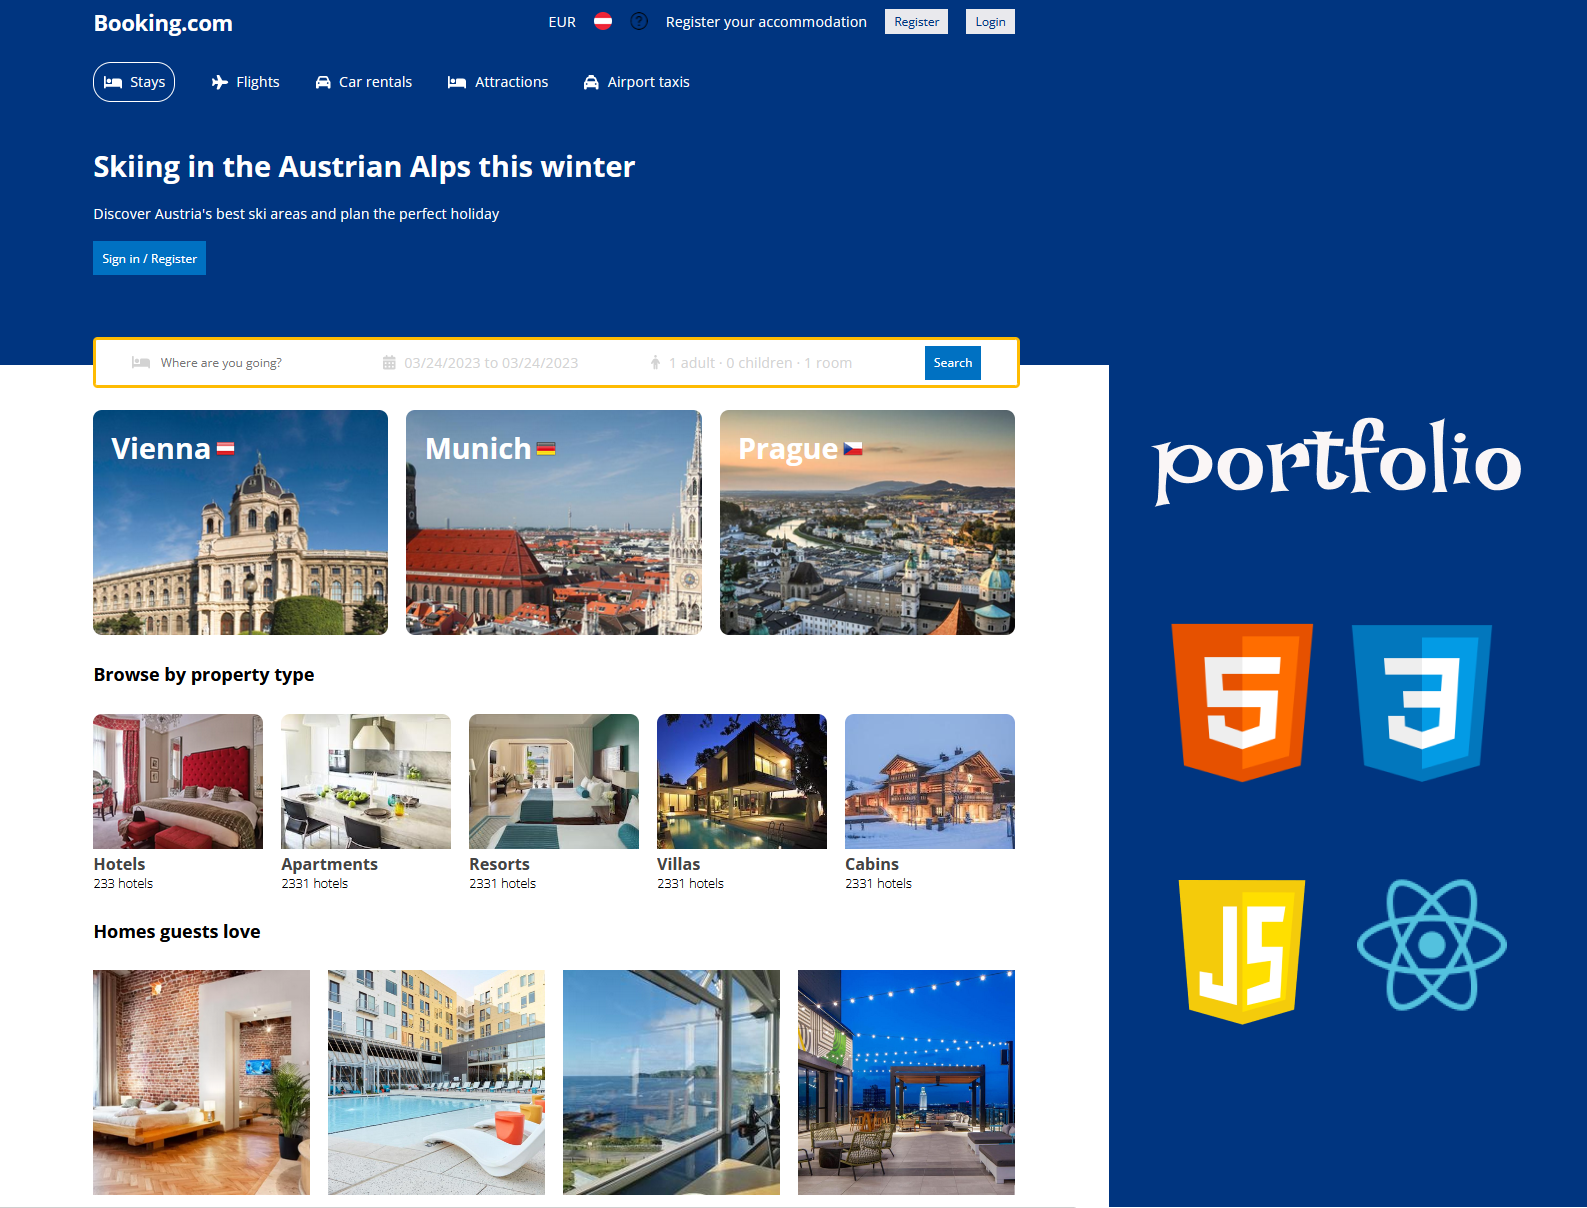 Booking.com
EUR
Register your accommodation
Register
Login
Stays
Flights
Car rentals
Attractions
Airport taxis
Skiing in the Austrian Alps this winter
Discover Austria's best ski areas and plan the perfect holiday
Sign in / Register
Where are you going?
03/24/2023 to 03/24/2023
1 adult · 0 children · 1 room
Search
Vienna
Munich
Prague
portfolio
Browse by property type
5
3
Hotels
233 hotels
Apartments
2331 hotels
Resorts
2331 hotels
Villas
2331 hotels
Cabins
2331 hotels
JS
Homes guests love